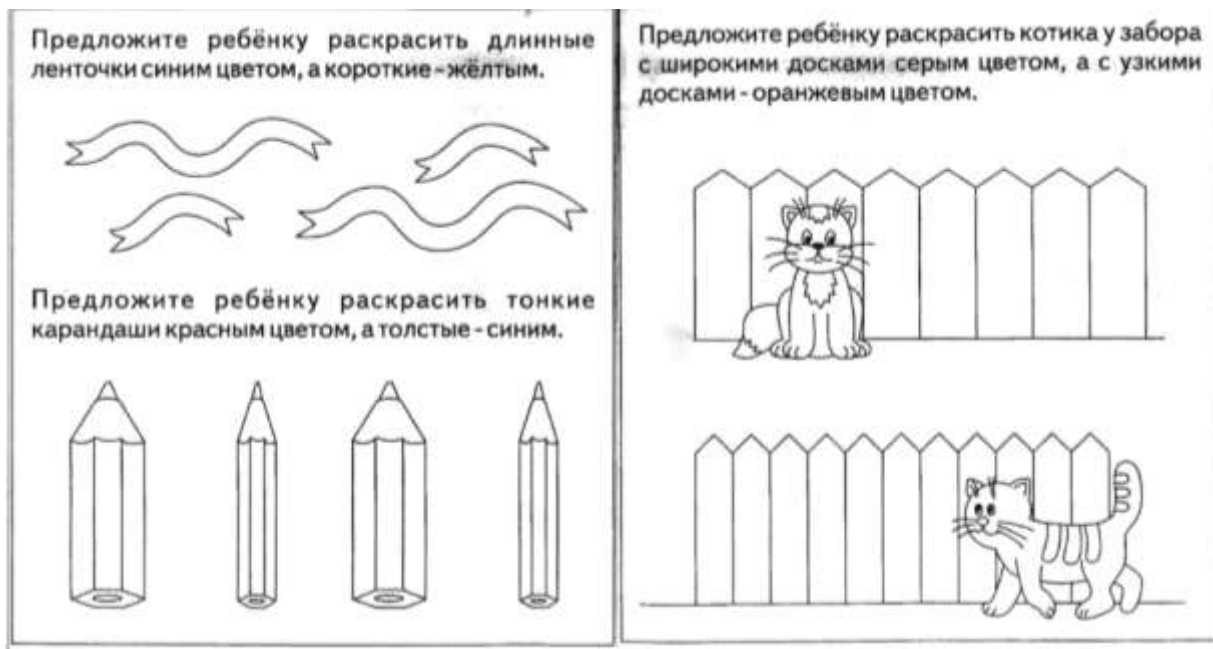 Предложите ребёнку раскрасить длинные
ленточки синим цветом, а короткие - жёлтым.
Предложите ребёнку раскрасить тонкие
карандаши красным цветом, а толстые - синим.
Предложите ребёнку раскрасить котика у забора
с широкими досками серым цветом, а с узкими
досками - оранжевым цветом.